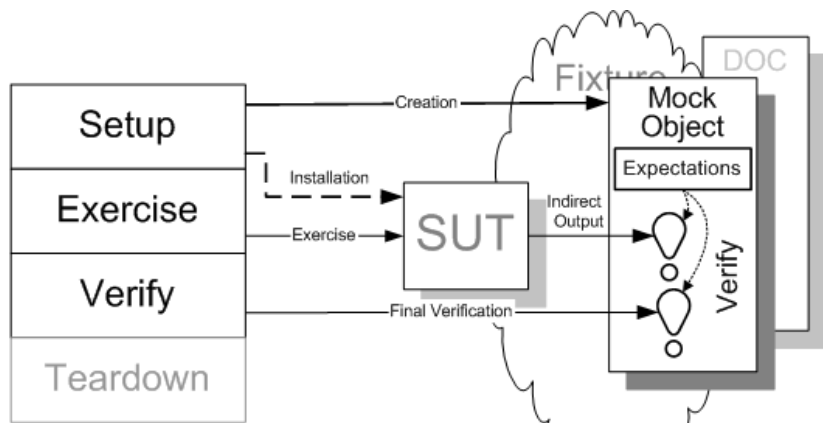 Setup
Exercise
Verify
Teardown
Creation
Installation
Exercise
Final Verification
SUT
Indirect
Output
Fixture
DOC
Mock
Object
Expectations
Verify